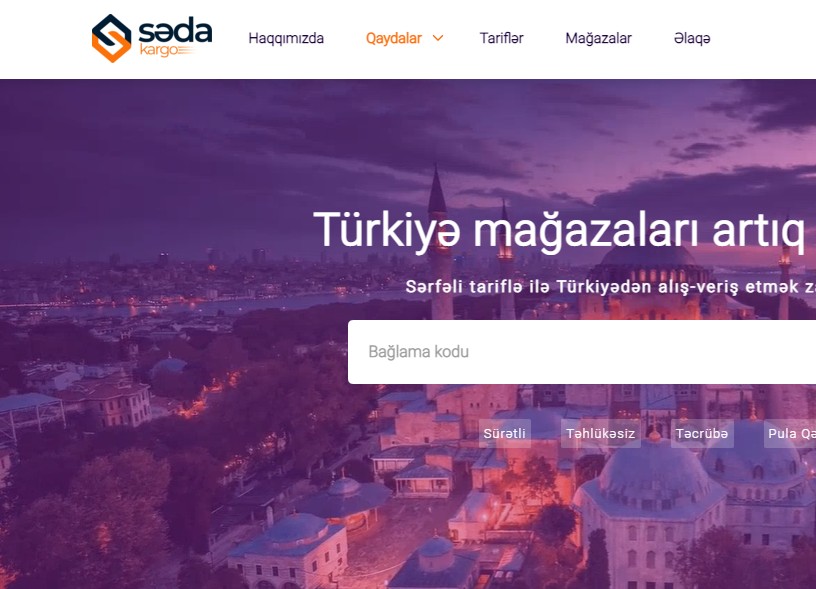 səda
kargo
Haqqımızda
Qaydalar
Tariflər
Mağazalar
Əlaqə
Türkiyə mağazaları artıq
Sərfəli tariflə ilə Türkiyədən alış-veriş etmək
Bağlama kodu
Sürətli
Təhlükəsiz
Təcrübə
Pula